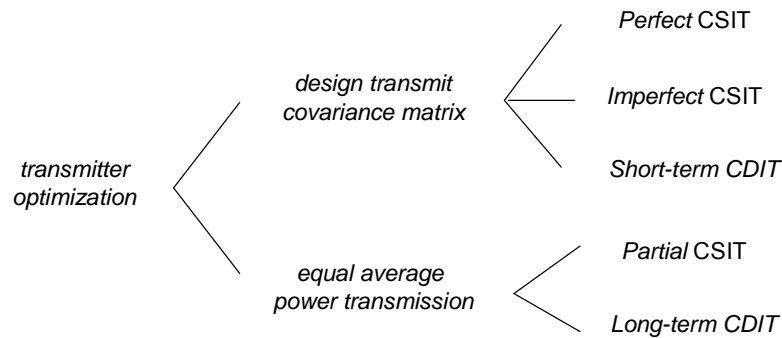 transmitter
optimization
design transmit
covariance matrix
Perfect CSIT
Imperfect CSIT
Short-term CDIT
equal average
power transmission
Partial CSIT
Long-term CDIT